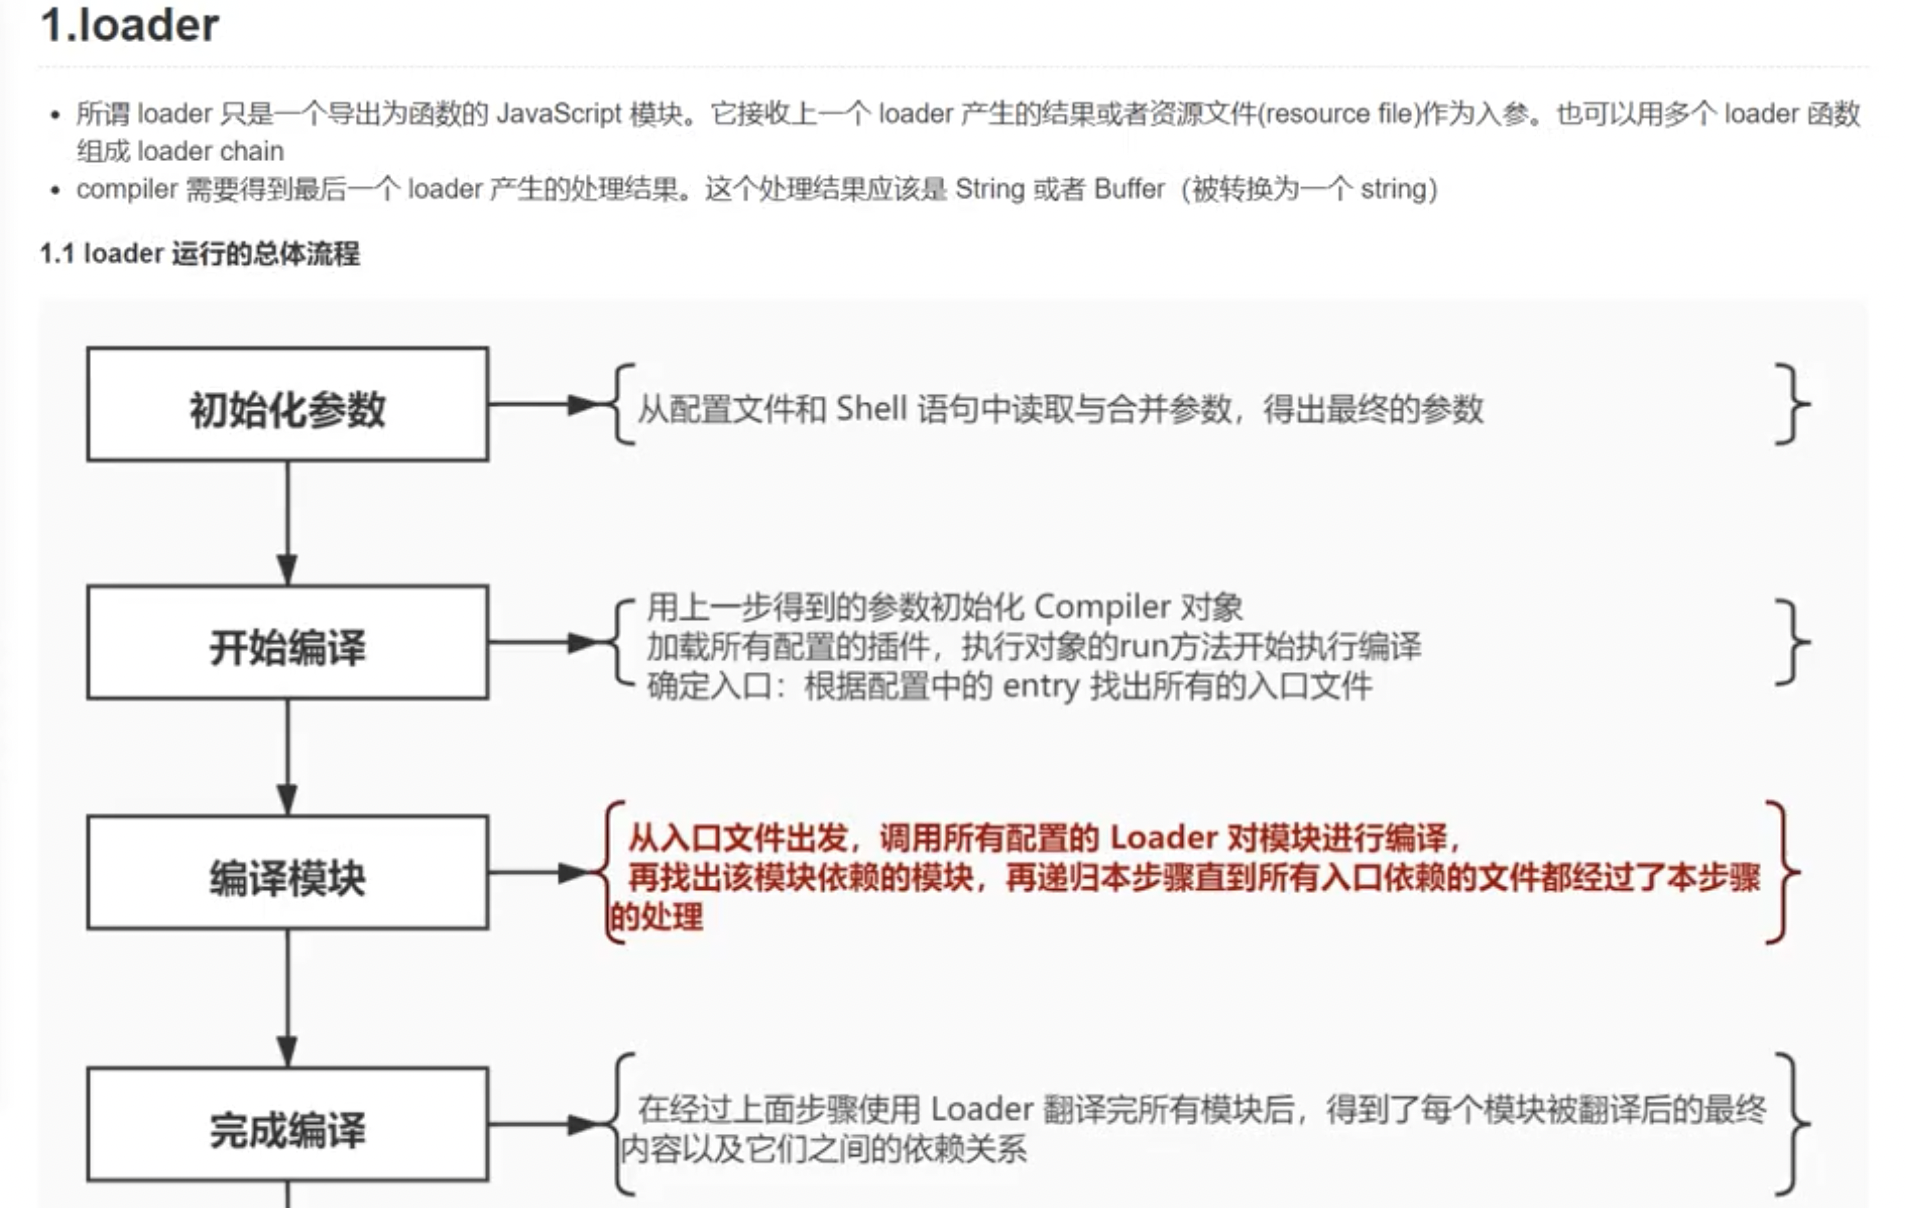 1.loader
所谓 loader 只是一个导出为函数的 JavaScript 模块。它接收上一个 loader 产生的结果或者资源文件(resource file)作为入参。也可以用多个 loader 函数
组成 loader chain
compiler 需要得到最后一个 loader 产生的处理结果。这个处理结果应该是 String 或者 Buffer（被转换为一个 string）
1.1 loader 运行的总体流程
初始化参数
从配置文件和 Shell 语句中读取与合并参数，得出最终的参数
开始编译
用上一步得到的参数初始化 Compiler 对象
加载所有配置的插件，执行对象的run方法开始执行编译
确定入口：根据配置中的 entry 找出所有的入口文件
编译模块
从入口文件出发，调用所有配置的 Loader 对模块进行编译，
再找出该模块依赖的模块，再递归本步骤直到所有入口依赖的文件都经过了本步骤
的处理
完成编译
在经过上面步骤使用 Loader 翻译完所有模块后，得到了每个模块被翻译后的最终
内容以及它们之间的依赖关系